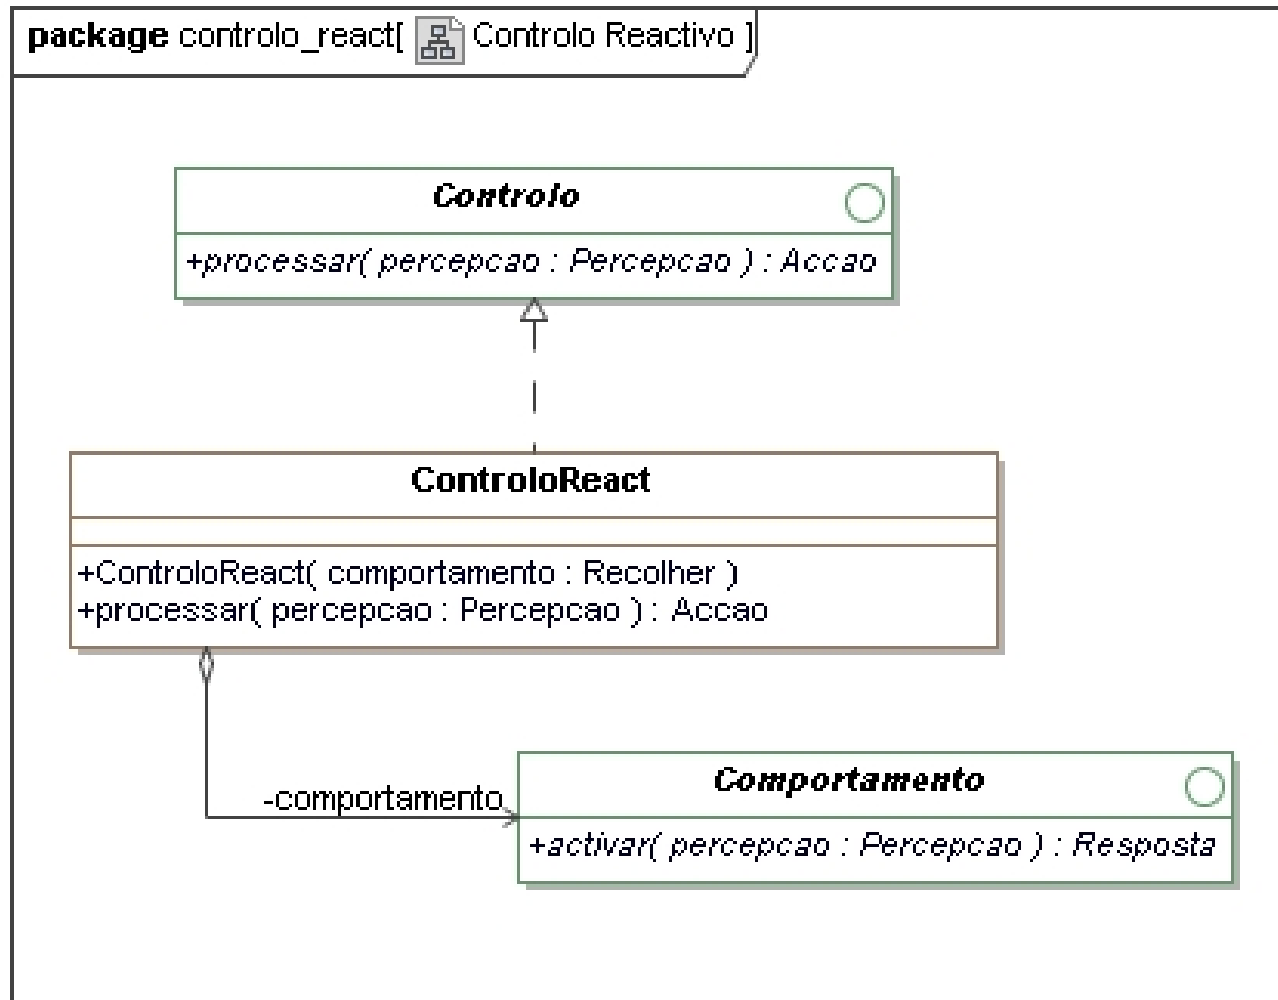 package controlo_react[ Controlo Reactivo ]
Controlo
+processar( percepcao : Percepcao ) : Accao
ControloReact
+ControloReact( comportamento : Recolher )
+processar( percepcao : Percepcao ) : Accao
-comportamento
Comportamento
+activar( percepcao : Percepcao ) : Resposta